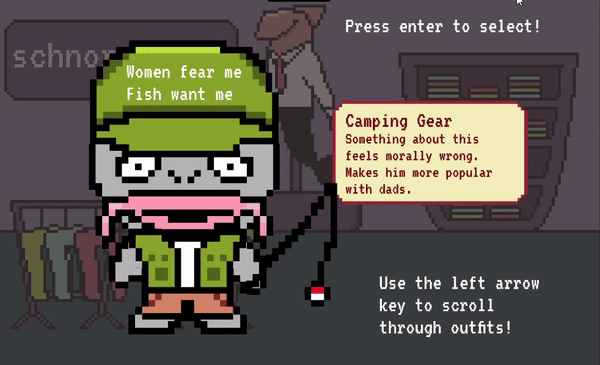 Press enter to select!
schno
Women fear me
Fish want me
Camping Gear
Something about this
feels morally wrong.
Makes him more popular
with dads.
Use the left arrow
key to scroll
through outfits!